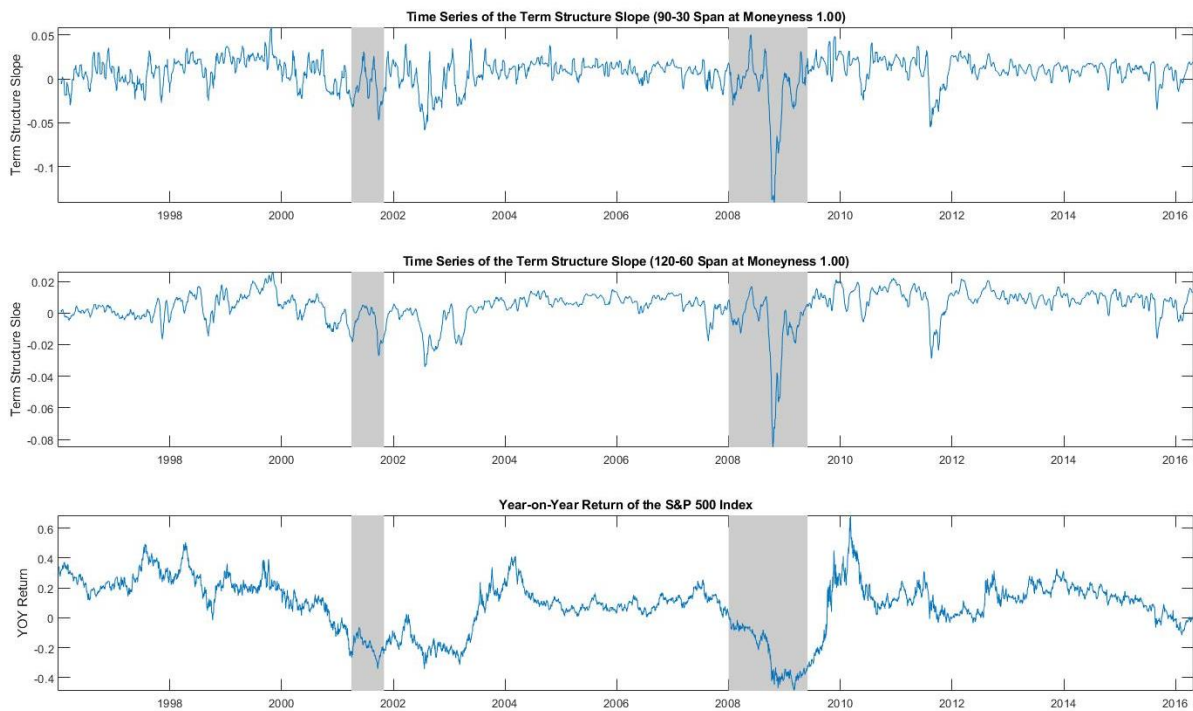 Time Series of the Term Structure Slope (90-30 Span at Moneyness 1.00)
Term Structure Slope
0.05
0
-0.05
-0.1
1998 2000 2002 2004 2006 2008 2010 2012 2014 2016
Time Series of the Term Structure Slope (120-60 Span at Moneyness 1.00)
Term Structure Sloe
0.02
0
-0.02
-0.04
-0.06
-0.08
1998 2000 2002 2004 2006 2008 2010 2012 2014 2016
Year-on-Year Return of the S&P 500 Index
YOY Return
0.6
0.4
0.2
0
-0.2
-0.4
1998 2000 2002 2004 2006 2008 2010 2012 2014 2016